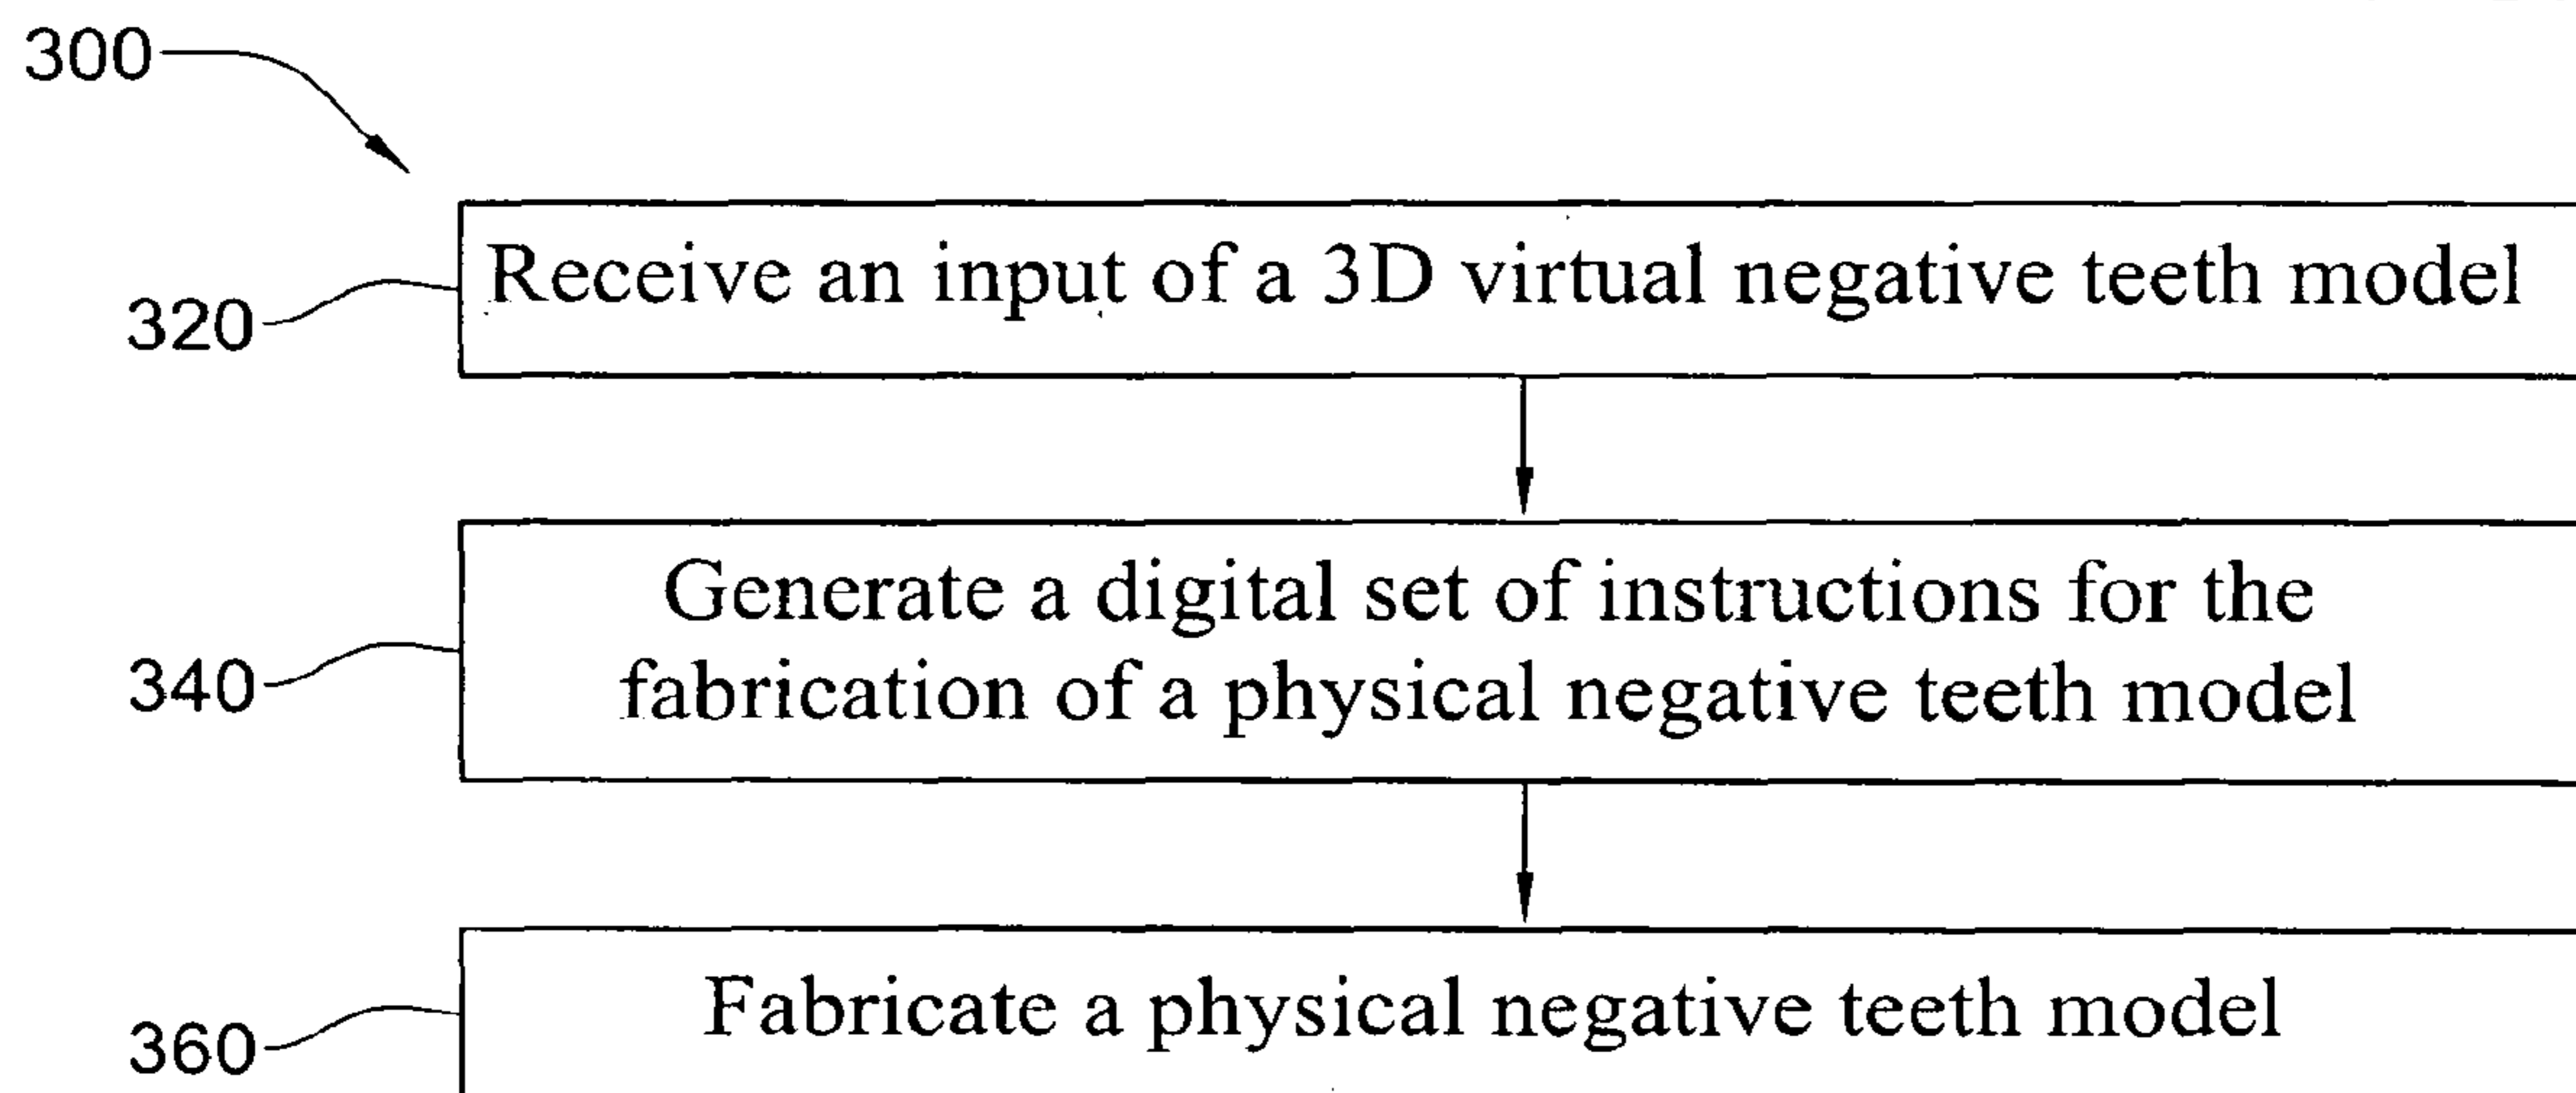 300
320
Receive an input of a 3D virtual negative teeth model
340
Generate a digital set of instructions for the
fabrication of a physical negative teeth model
360
Fabricate a physical negative teeth model